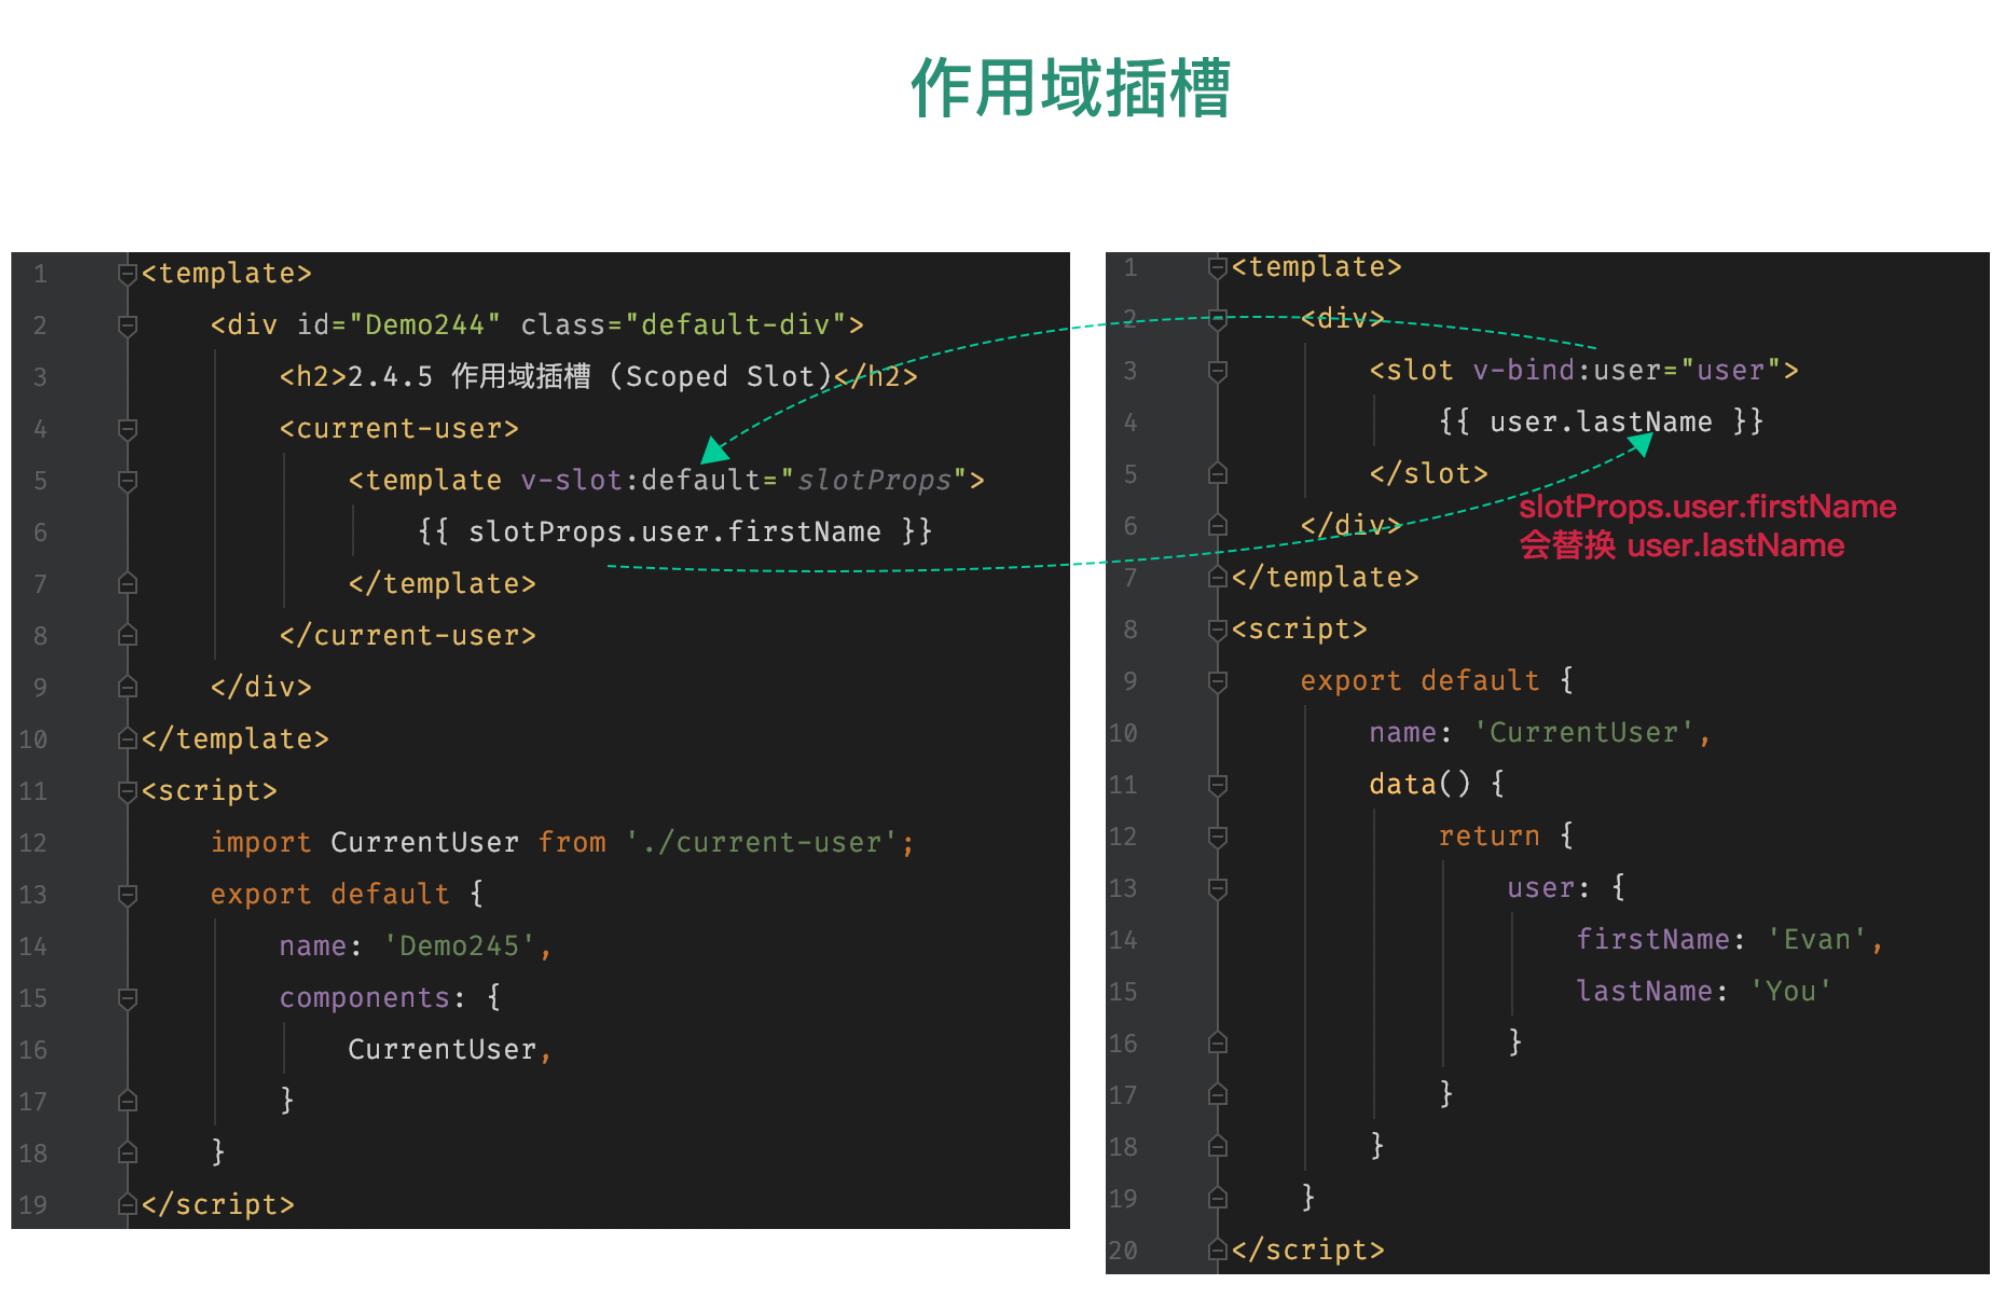 作用域插槽
1 <template>
2 <div id="Demo244" class="default-div">
3 <h2>2.4.5 作用域插槽 (Scoped Slot)</h2>
4 <current-user>
5 <template v-slot:default="slotProps">
6 {{ slotProps.user.firstName }}
7 </template>
8 </current-user>
9 </div>
10 </template>
11 <script>
12 import CurrentUser from './current-user';
13 export default {
14 name: 'Demo245',
15 components: {
16 CurrentUser,
17 }
18 }
19 </script>
1 <template>
2 <div>
3 <slot v-bind:user="user">
4 {{ user.lastName }}
5 </slot>
slotProps.user.firstName
6 </div>
会替换 user.lastName
7 </template>
8 <script>
9 export default {
10 name: 'CurrentUser',
11 data() {
12 return {
13 user: {
14 firstName: 'Evan',
15 lastName: 'You'
16 }
17 }
18 }
19 }
20 </script>